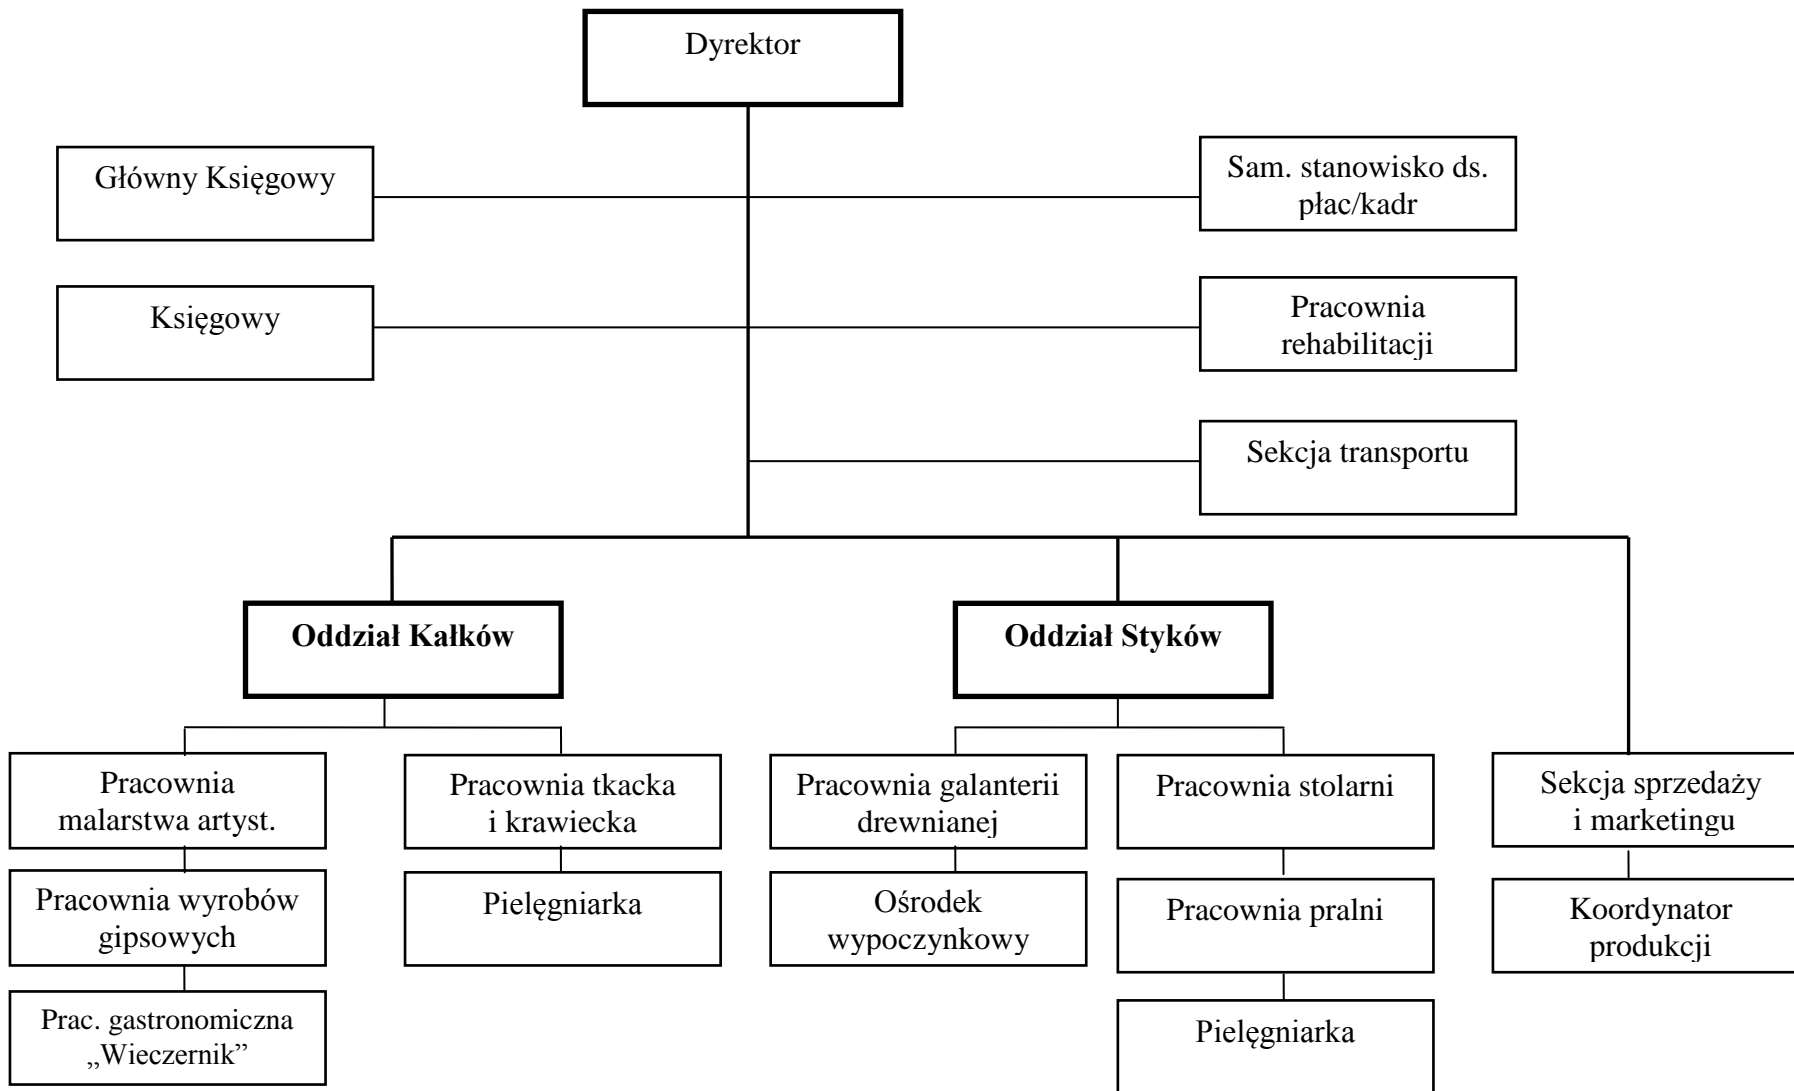 Dyrektor
Główny Księgowy
Sam. stanowisko ds.
płac/kadr
Księgowy
Pracownia
rehabilitacji
Sekcja transportu
Oddział Kałków
Oddział Styków
Pracownia
malarstwa artyst.
Pracownia tkacka
i krawiecka
Pracownia galanterii
drewnianej
Pracownia stolarni
Sekcja sprzedaży
i marketingu
Pracownia wyrobów
gipsowych
Pielęgniarka
Ośrodek
wypoczynkowy
Pracownia pralni
Koordynator
produkcji
Prac. gastronomiczna
„Wieczernik”
Pielęgniarka